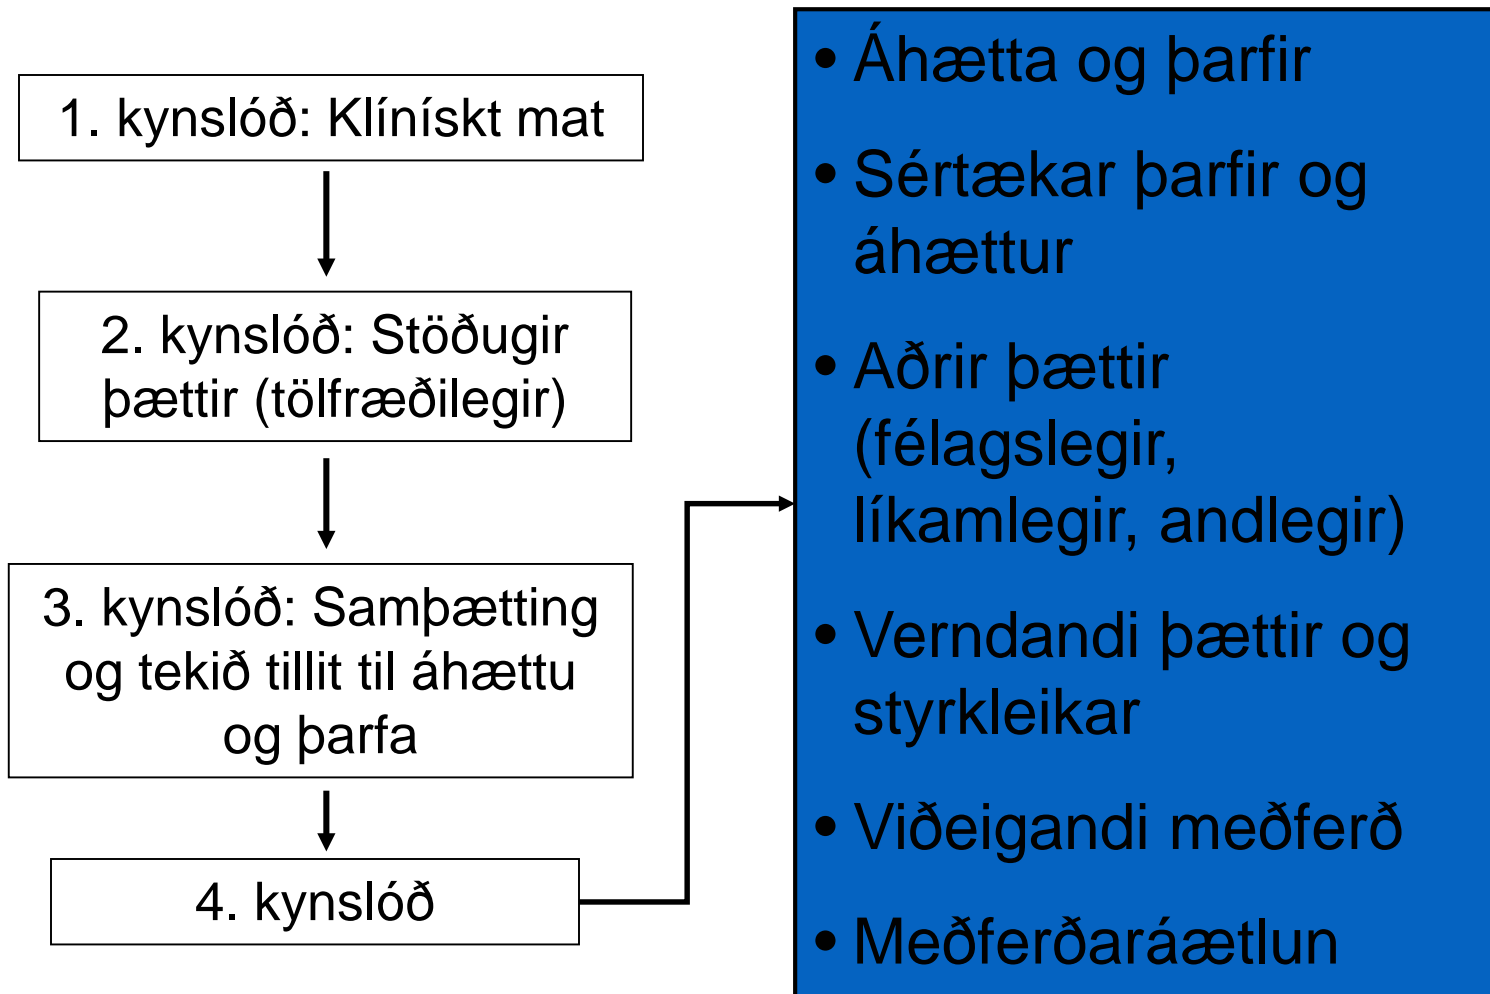 1. kynslóð: Klínískt mat
2. kynslóð: Stöðugir
þættir (tölfræðilegir)
3. kynslóð: Samþætting
og tekið tillit til áhættu
og þarfa
4. kynslóð
• Áhætta og þarfir
• Sértækar þarfir og
áhættur
• Aðrir þættir
(félagslegir,
líkamlegir, andlegir)
• Verndandi þættir og
styrkleikar
• Viðeigandi meðferð
• Meðferðaráætlun